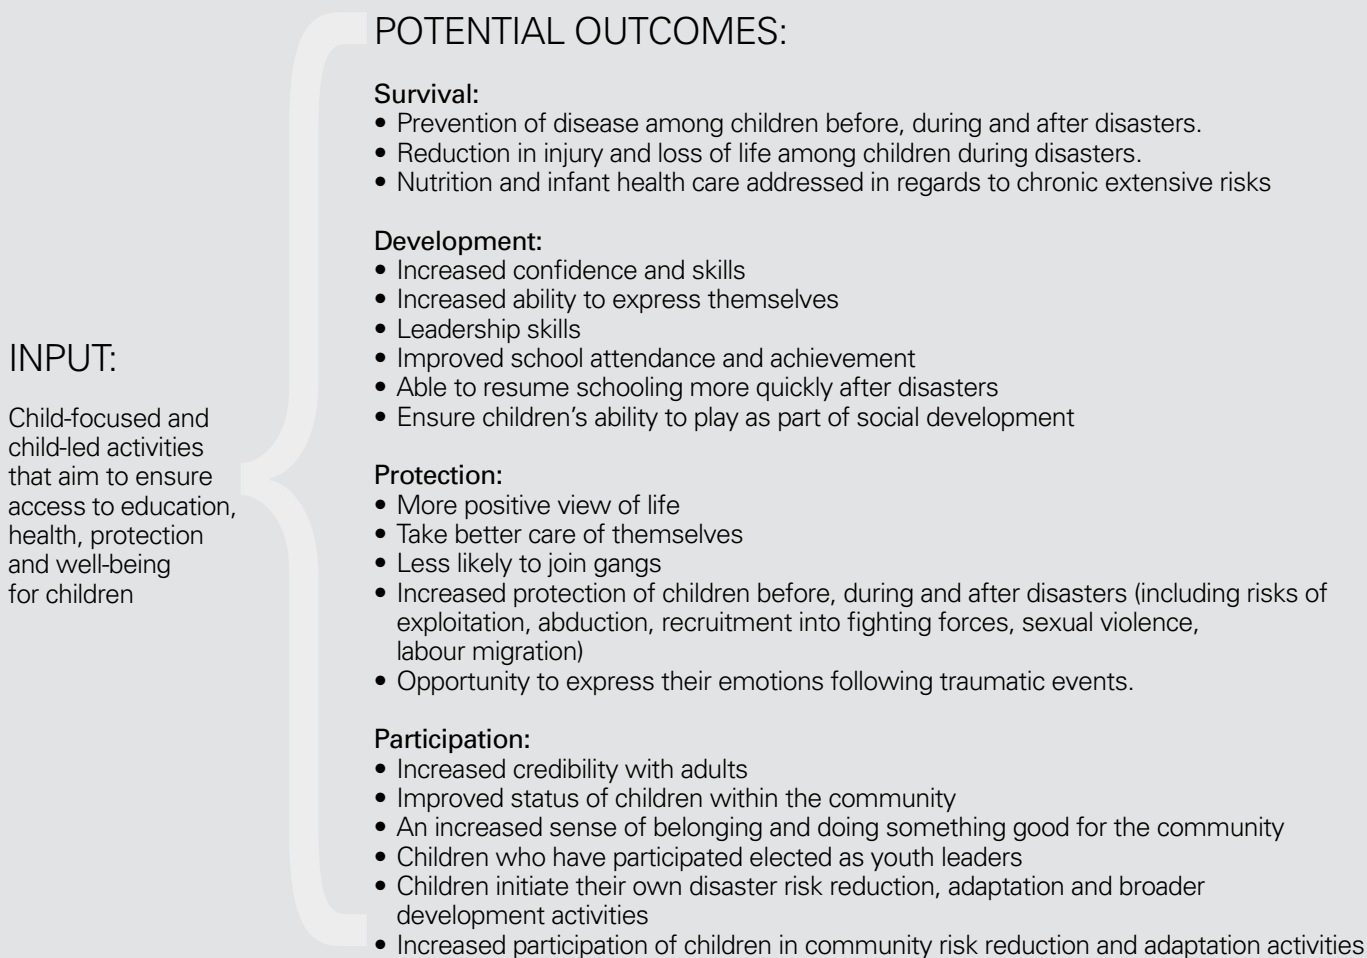 POTENTIAL OUTCOMES:
Survival:
• Prevention of disease among children before, during and after disasters.
• Reduction in injury and loss of life among children during disasters.
• Nutrition and infant health care addressed in regards to chronic extensive risks
Development:
• Increased confidence and skills
• Increased ability to express themselves
• Leadership skills
• Improved school attendance and achievement
• Able to resume schooling more quickly after disasters
• Ensure children’s ability to play as part of social development
INPUT:
Child-focused and
child-led activities
that aim to ensure
access to education,
health, protection
and well-being
for children
Protection:
• More positive view of life
• Take better care of themselves
• Less likely to join gangs
• Increased protection of children before, during and after disasters (including risks of
exploitation, abduction, recruitment into fighting forces, sexual violence,
labour migration)
• Opportunity to express their emotions following traumatic events.
Participation:
• Increased credibility with adults
• Improved status of children within the community
• An increased sense of belonging and doing something good for the community
• Children who have participated elected as youth leaders
• Children initiate their own disaster risk reduction, adaptation and broader
development activities
• Increased participation of children in community risk reduction and adaptation activities